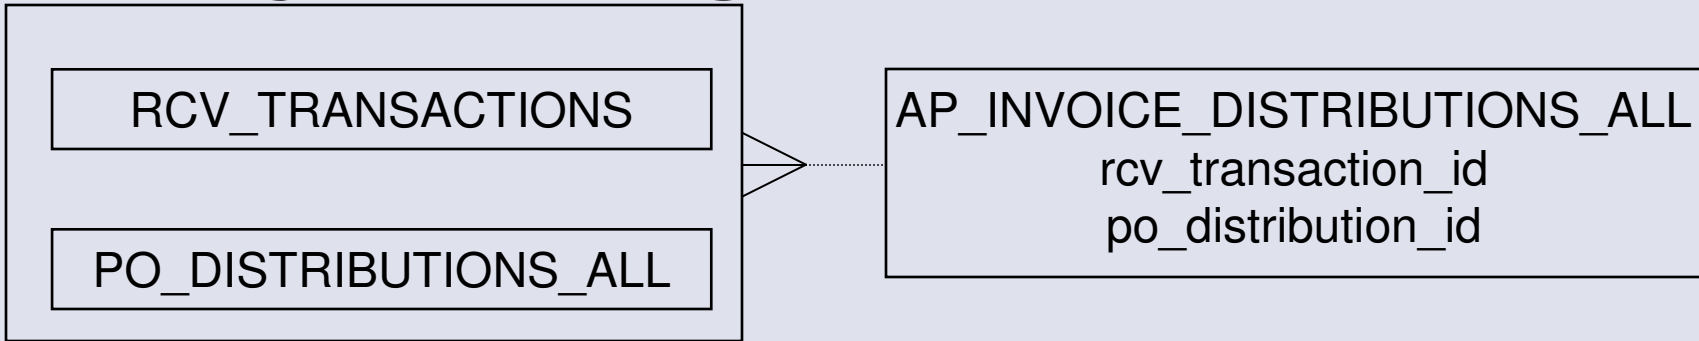 RCV_TRANSACTIONS
PO_DISTRIBUTIONS_ALL
AP_INVOICE_DISTRIBUTIONS_ALL
rcv_transaction_id
po_distribution_id